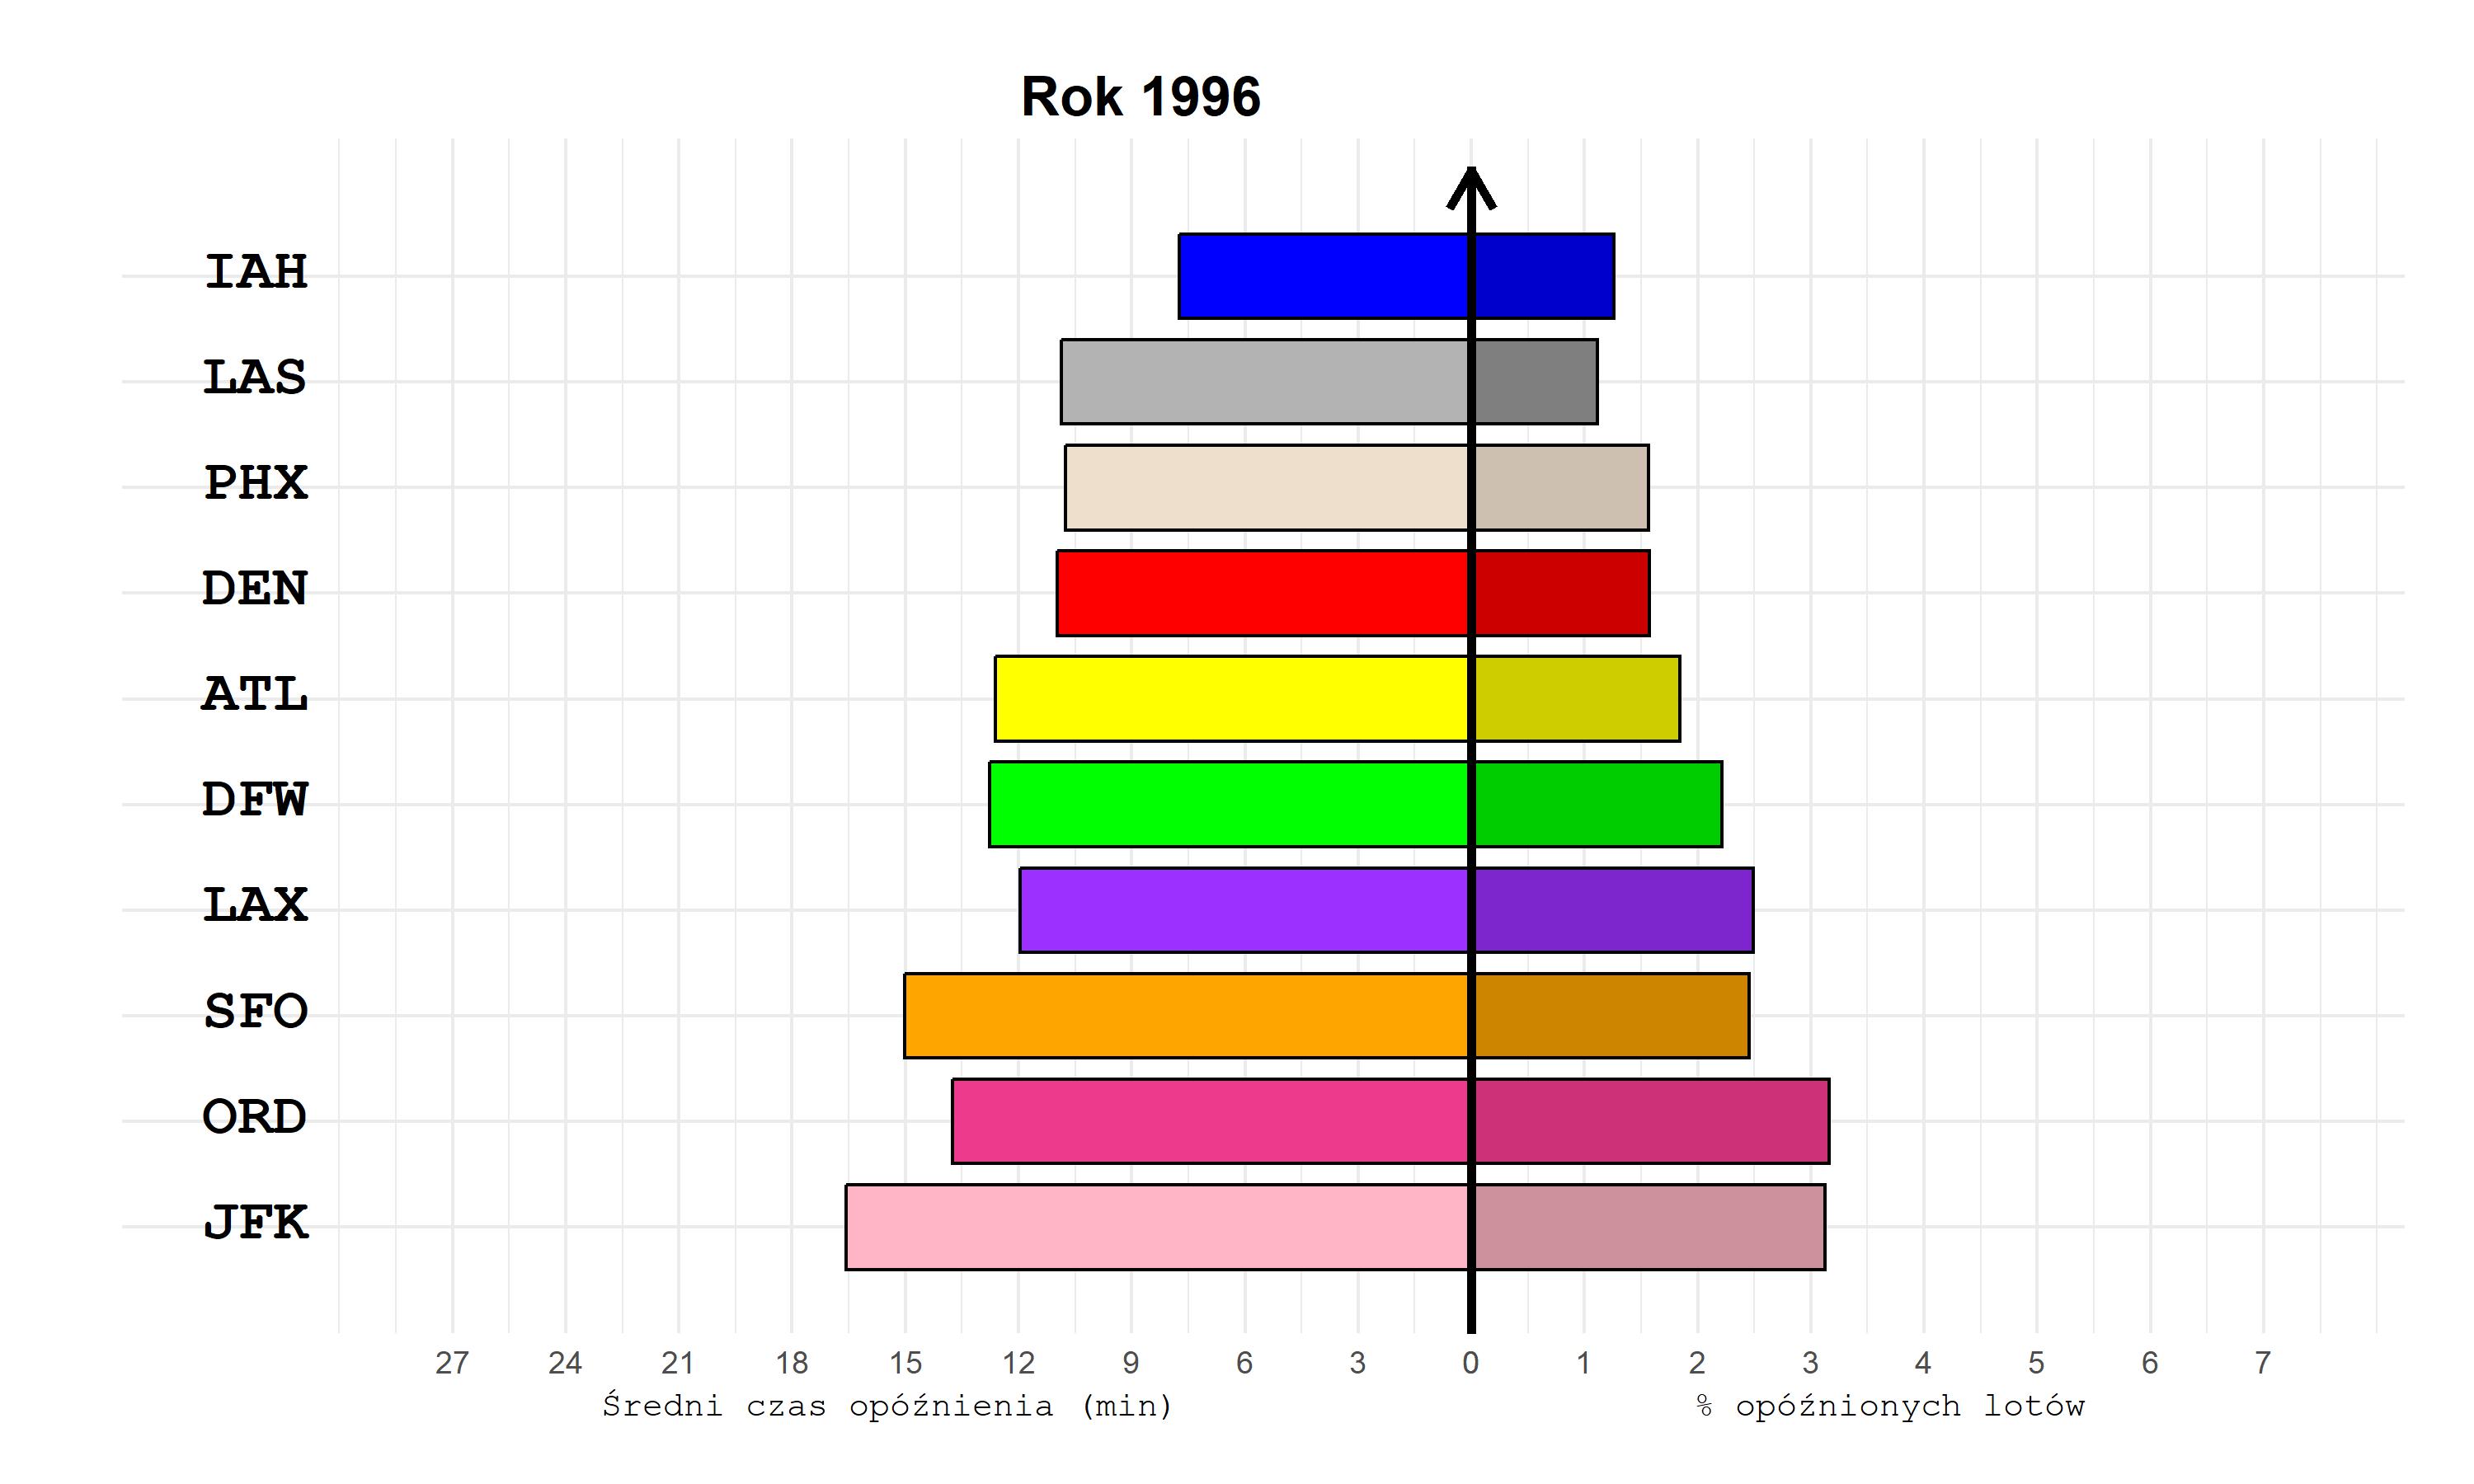 Rok 1996
IAH
LAS
PHX
DEN
ATL
DFW
LAX
SFO
ORD
JFK
27 24 21 18 15 12 9 6 3 0 1 2 3 4 5 6 7
Średni czas opóźnienia (min) % opóźnionych lotów